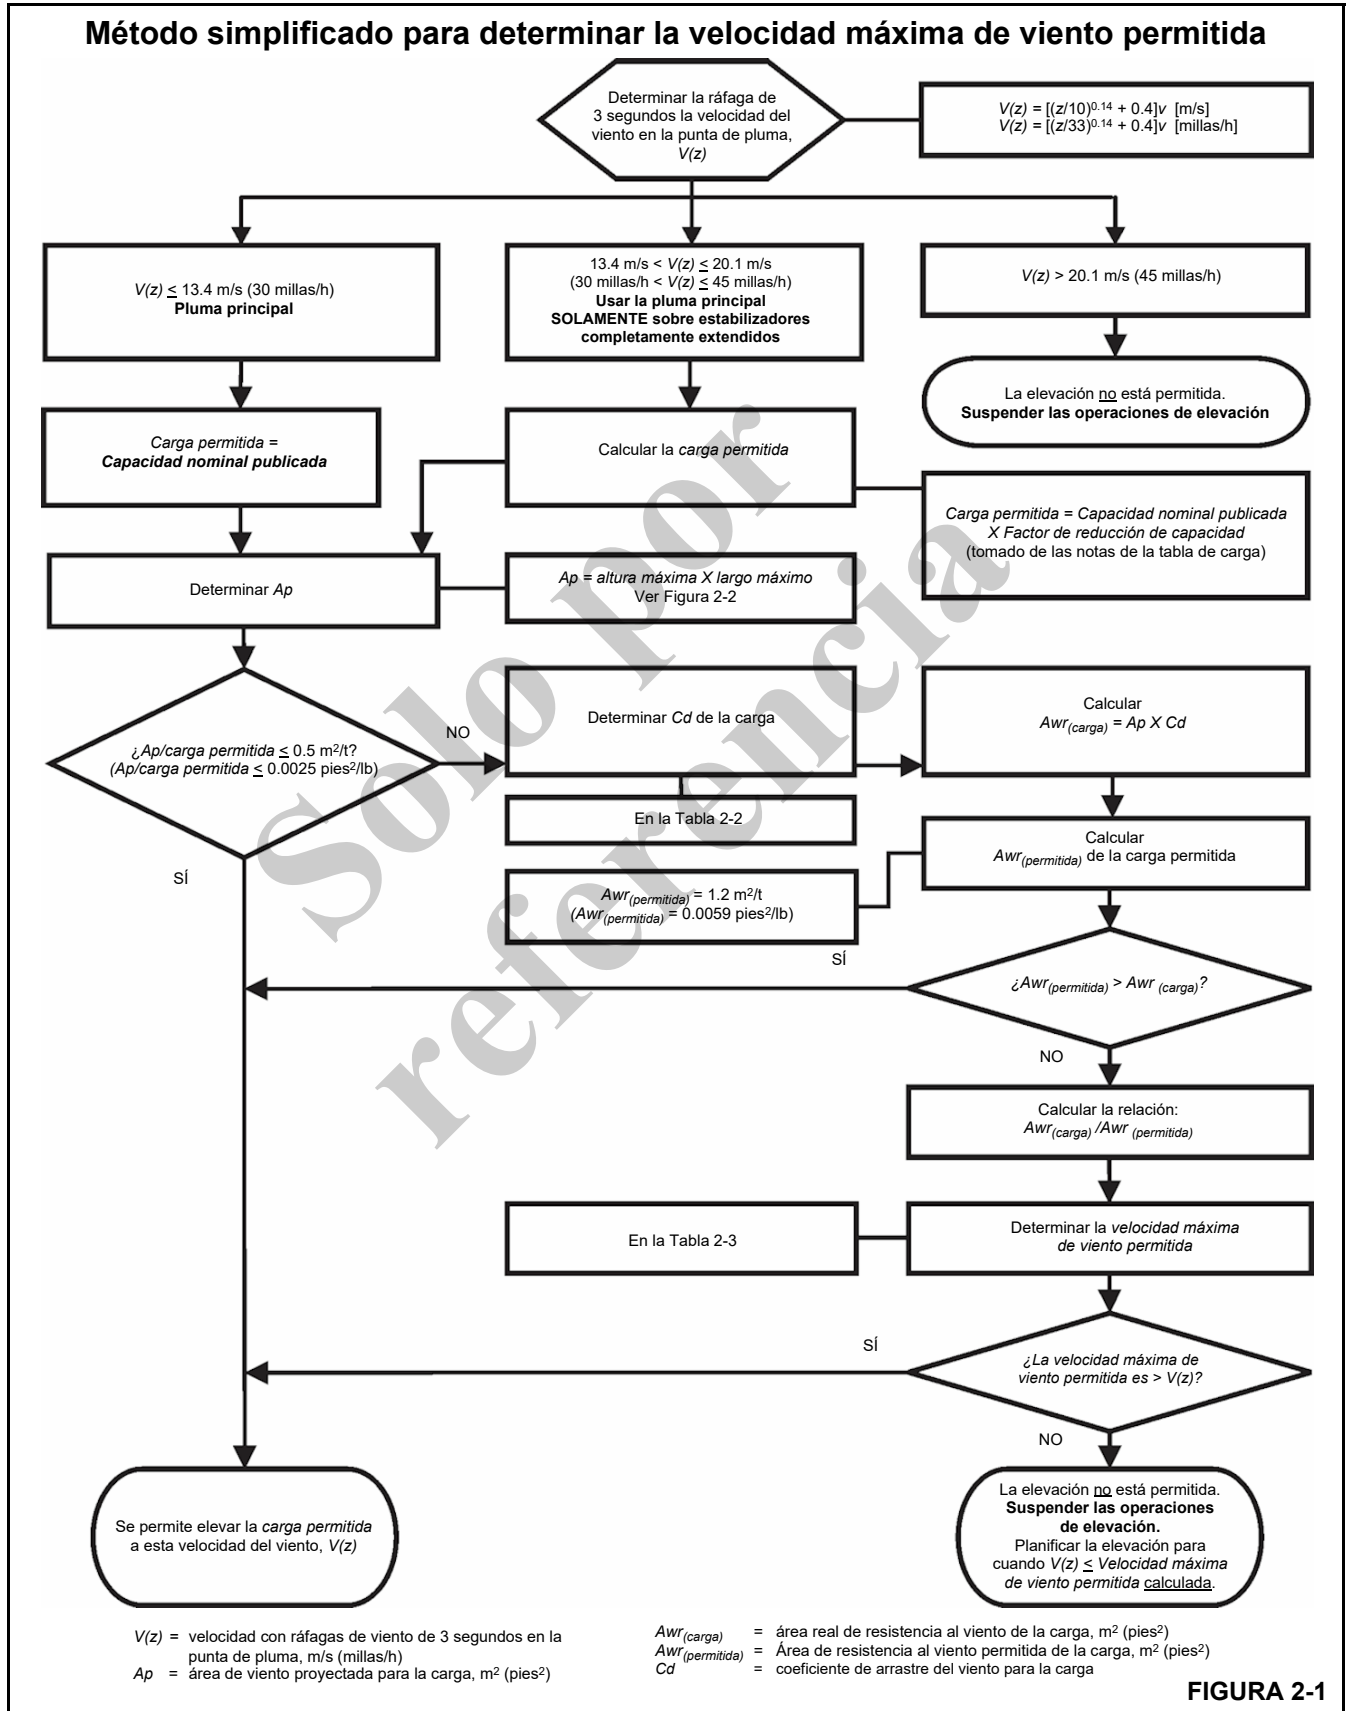 Método simplificado para determinar la velocidad máxima de viento permitida
Determinar la ráfaga de
3 segundos la velocidad del
viento en la punta de pluma,
V(z)
V(z) = [(z/10)^0.14 + 0.4]v [m/s]
V(z) = [(z/33)^0.14 + 0.4]v [millas/h]
V(z) ≤ 13.4 m/s (30 millas/h)
Pluma principal
13.4 m/s < V(z) ≤ 20.1 m/s
(30 millas/h < V(z) ≤ 45 millas/h)
Usar la pluma principal
SOLAMENTE sobre estabilizadores
completamente extendidos
V(z) > 20.1 m/s (45 millas/h)
La elevación no está permitida.
Suspender las operaciones de elevación
Carga permitida =
Capacidad nominal publicada
Calcular la carga permitida
Carga permitida = Capacidad nominal publicada
X Factor de reducción de capacidad
(tomado de las notas de la tabla de carga)
Determinar Ap
Ap = altura máxima X largo máximo
Ver Figura 2-2
¿Ap/carga permitida ≤ 0.5 m²/t?
(Ap/carga permitida ≤ 0.0025 pies²/lb)
NO
SÍ
Determinar Cd de la carga
En la Tabla 2-2
Calcular
Awr(carga) = Ap X Cd
Calcular
Awr(permitida) de la carga permitida
Awr(permitida) = 1.2 m²/t
(Awr(permitida) = 0.0059 pies²/lb)
SÍ
¿Awr(permitida) > Awr (carga)?
NO
Calcular la relación:
Awr(carga) /Awr (permitida)
En la Tabla 2-3
Determinar la velocidad máxima
de viento permitida
SÍ
¿La velocidad máxima de
viento permitida es > V(z)?
NO
Se permite elevar la carga permitida
a esta velocidad del viento, V(z)
La elevación no está permitida.
Suspender las operaciones
de elevación.
Planificar la elevación para
cuando V(z) ≤ Velocidad máxima
de viento permitida calculada.
V(z) = velocidad con ráfagas de viento de 3 segundos en la
punta de pluma, m/s (millas/h)
Ap = área de viento proyectada para la carga, m² (pies²)
Awr(carga) = área real de resistencia al viento de la carga, m² (pies²)
Awr(permitida) = Área de resistencia al viento permitida de la carga, m² (pies²)
Cd = coeficiente de arrastre del viento para la carga
FIGURA 2-1
Solo por
referencia